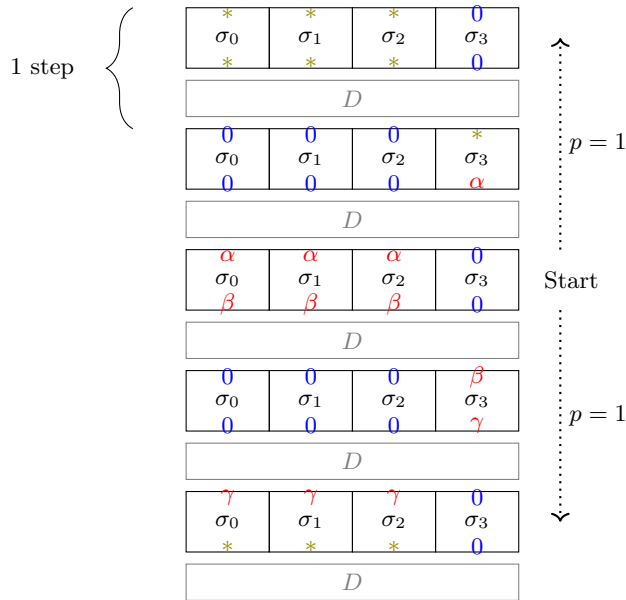 * * * 0
1 step σ₀ σ₁ σ₂ σ₃
* * * 0
D
0 0 0 *
σ₀ σ₁ σ₂ σ₃ p = 1
0 0 0 α
D
α α α 0
σ₀ σ₁ σ₂ σ₃ Start
β β β 0
D
0 0 0 β
σ₀ σ₁ σ₂ σ₃ p = 1
0 0 0 γ
D
γ γ γ 0
σ₀ σ₁ σ₂ σ₃
* * * 0
D